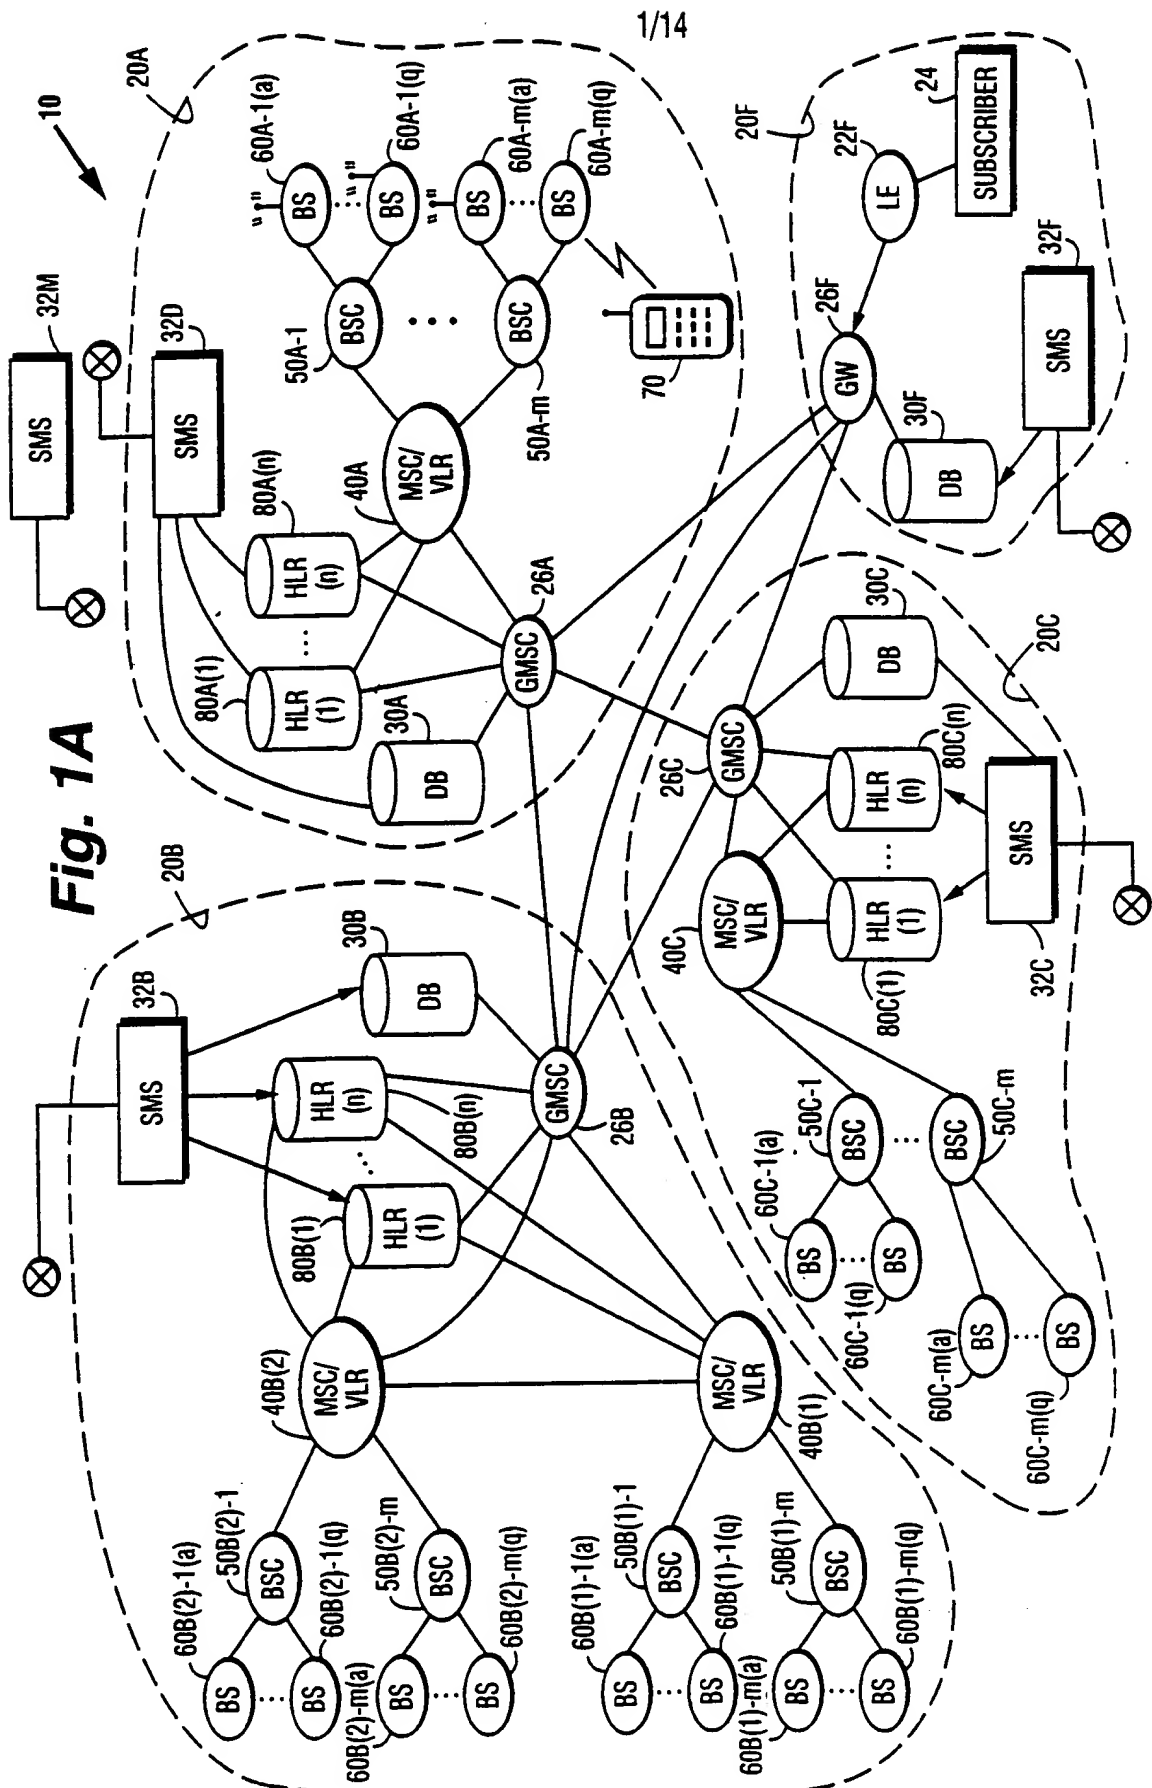 1/14
Fig. 1A
10
20A
SMS
32M
SMS
32D
60A-1(a)
" "
BS
60A-1(q)
" "
BS
60A-m(a)
" "
BS
60A-m(q)
BS
50A-1
BSC
BSC
50A-m
70
MSC/
VLR
40A
80A(n)
HLR
(n)
80A(1)
HLR
(1)
30A
DB
26A
GMSC
20F
24
SUBSCRIBER
22F
LE
26F
GW
30F
DB
32F
SMS
20B
32B
SMS
30B
DB
HLR
(n)
80B(n)
80B(1)
HLR
(1)
GMSC
26B
40B(2)
MSC/
VLR
MSC/
VLR
40B(1)
60B(2)-1(a)
50B(2)-1
BSC
60B(2)-1(q)
BS
BS
50B(2)-m
BSC
60B(2)-m(a)
BS
BS
60B(2)-m(q)
60B(1)-1(a)
50B(1)-1
BSC
60B(1)-1(q)
BS
BS
50B(1)-m
BSC
60B(1)-m(a)
BS
BS
60B(1)-m(q)
20C
26C
GMSC
30C
DB
80C(n)
HLR
(n)
HLR
(1)
80C(1)
SMS
32C
40C
MSC/
VLR
50C-1
BSC
BSC
50C-m
60C-1(a)
BS
BS
60C-1(q)
60C-m(a)
BS
BS
60C-m(q)